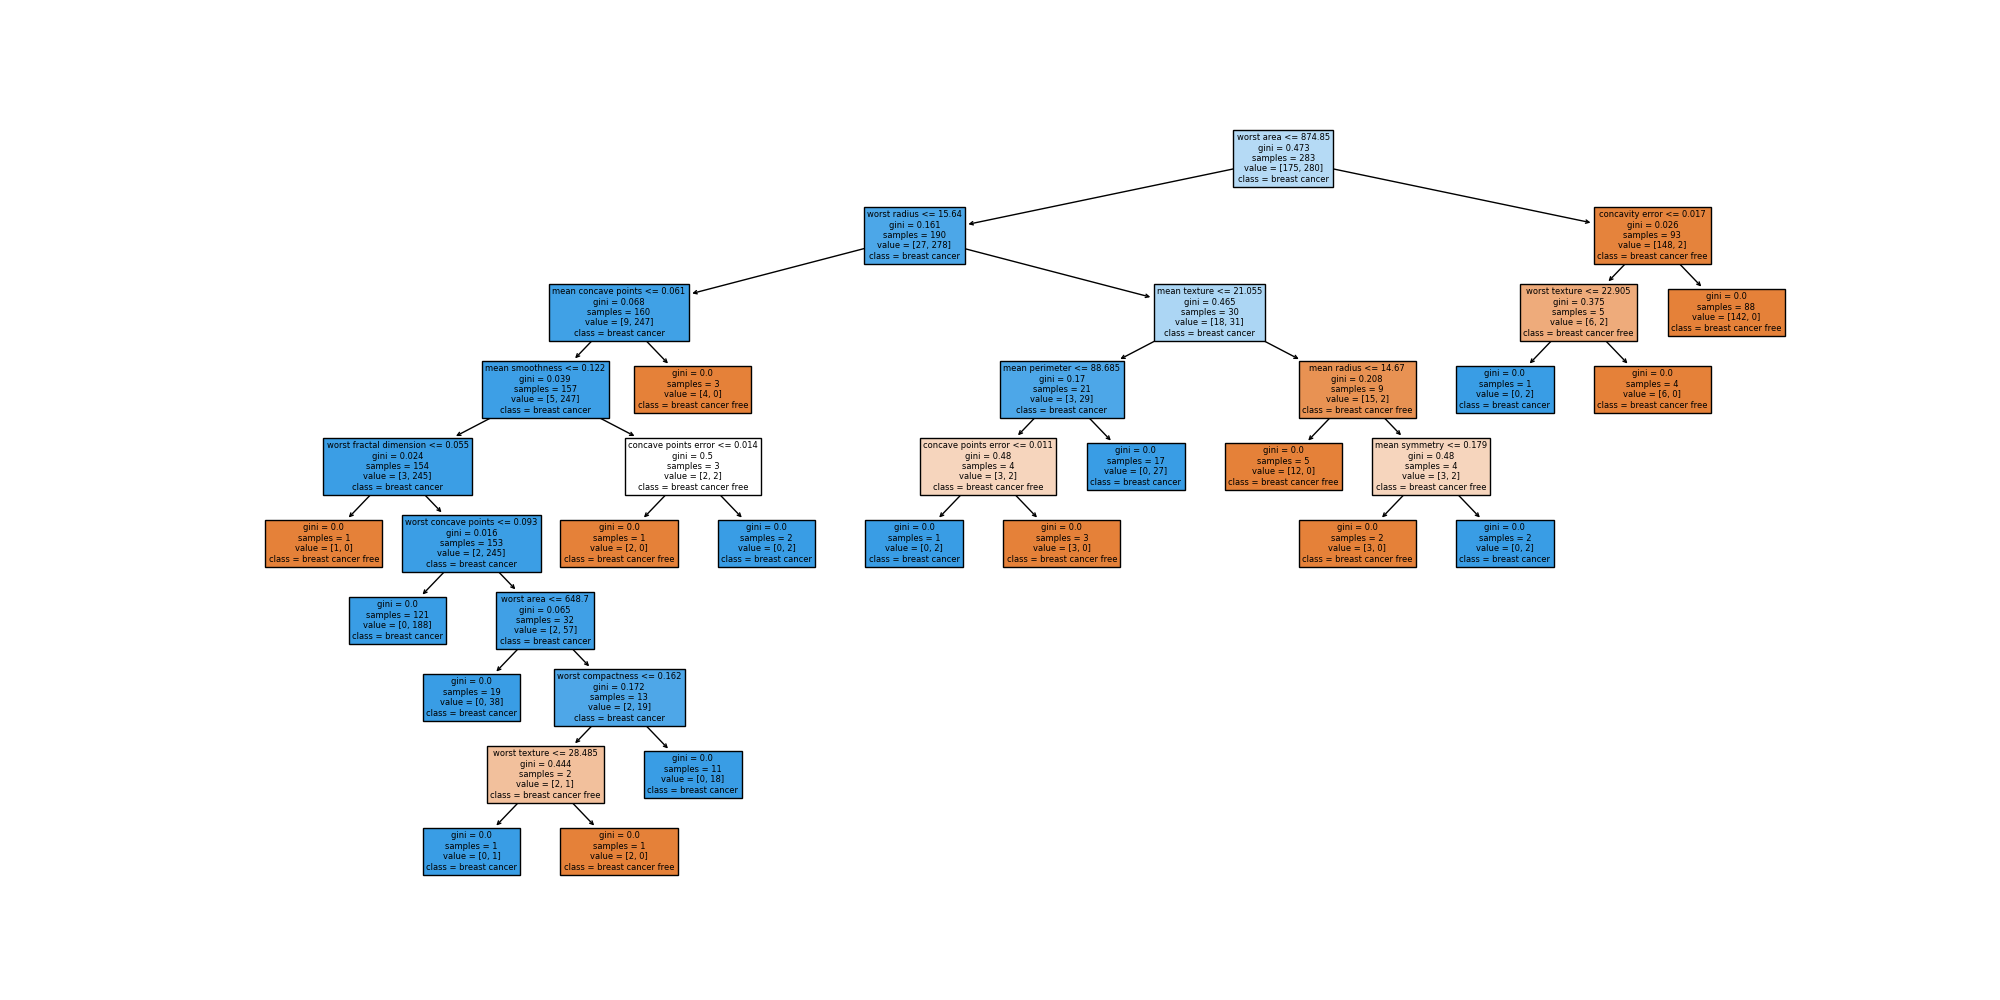 worst area <= 874.85
gini = 0.473
samples = 283
value = [175, 280]
class = breast cancer
worst radius <= 15.64
gini = 0.161
samples = 190
value = [27, 278]
class = breast cancer
concavity error <= 0.017
gini = 0.026
samples = 93
value = [148, 2]
class = breast cancer free
mean concave points <= 0.061
gini = 0.068
samples = 160
value = [9, 247]
class = breast cancer
mean texture <= 21.055
gini = 0.465
samples = 30
value = [18, 31]
class = breast cancer
worst texture <= 22.905
gini = 0.375
samples = 5
value = [6, 2]
class = breast cancer free
gini = 0.0
samples = 88
value = [142, 0]
class = breast cancer free
mean smoothness <= 0.122
gini = 0.039
samples = 157
value = [5, 247]
class = breast cancer
gini = 0.0
samples = 3
value = [4, 0]
class = breast cancer free
mean perimeter <= 88.685
gini = 0.17
samples = 21
value = [3, 29]
class = breast cancer
mean radius <= 14.67
gini = 0.208
samples = 9
value = [15, 2]
class = breast cancer free
gini = 0.0
samples = 1
value = [0, 2]
class = breast cancer
gini = 0.0
samples = 4
value = [6, 0]
class = breast cancer free
worst fractal dimension <= 0.055
gini = 0.024
samples = 154
value = [3, 245]
class = breast cancer
concave points error <= 0.014
gini = 0.5
samples = 3
value = [2, 2]
class = breast cancer free
concave points error <= 0.011
gini = 0.48
samples = 4
value = [3, 2]
class = breast cancer free
gini = 0.0
samples = 17
value = [0, 27]
class = breast cancer
gini = 0.0
samples = 5
value = [12, 0]
class = breast cancer free
mean symmetry <= 0.179
gini = 0.48
samples = 4
value = [3, 2]
class = breast cancer free
gini = 0.0
samples = 1
value = [1, 0]
class = breast cancer free
worst concave points <= 0.093
gini = 0.016
samples = 153
value = [2, 245]
class = breast cancer
gini = 0.0
samples = 1
value = [2, 0]
class = breast cancer free
gini = 0.0
samples = 2
value = [0, 2]
class = breast cancer
gini = 0.0
samples = 1
value = [0, 2]
class = breast cancer
gini = 0.0
samples = 3
value = [3, 0]
class = breast cancer free
gini = 0.0
samples = 2
value = [3, 0]
class = breast cancer free
gini = 0.0
samples = 2
value = [0, 2]
class = breast cancer
gini = 0.0
samples = 121
value = [0, 188]
class = breast cancer
worst area <= 648.7
gini = 0.065
samples = 32
value = [2, 57]
class = breast cancer
gini = 0.0
samples = 19
value = [0, 38]
class = breast cancer
worst compactness <= 0.162
gini = 0.172
samples = 13
value = [2, 19]
class = breast cancer
worst texture <= 28.485
gini = 0.444
samples = 2
value = [2, 1]
class = breast cancer free
gini = 0.0
samples = 11
value = [0, 18]
class = breast cancer
gini = 0.0
samples = 1
value = [0, 1]
class = breast cancer
gini = 0.0
samples = 1
value = [2, 0]
class = breast cancer free